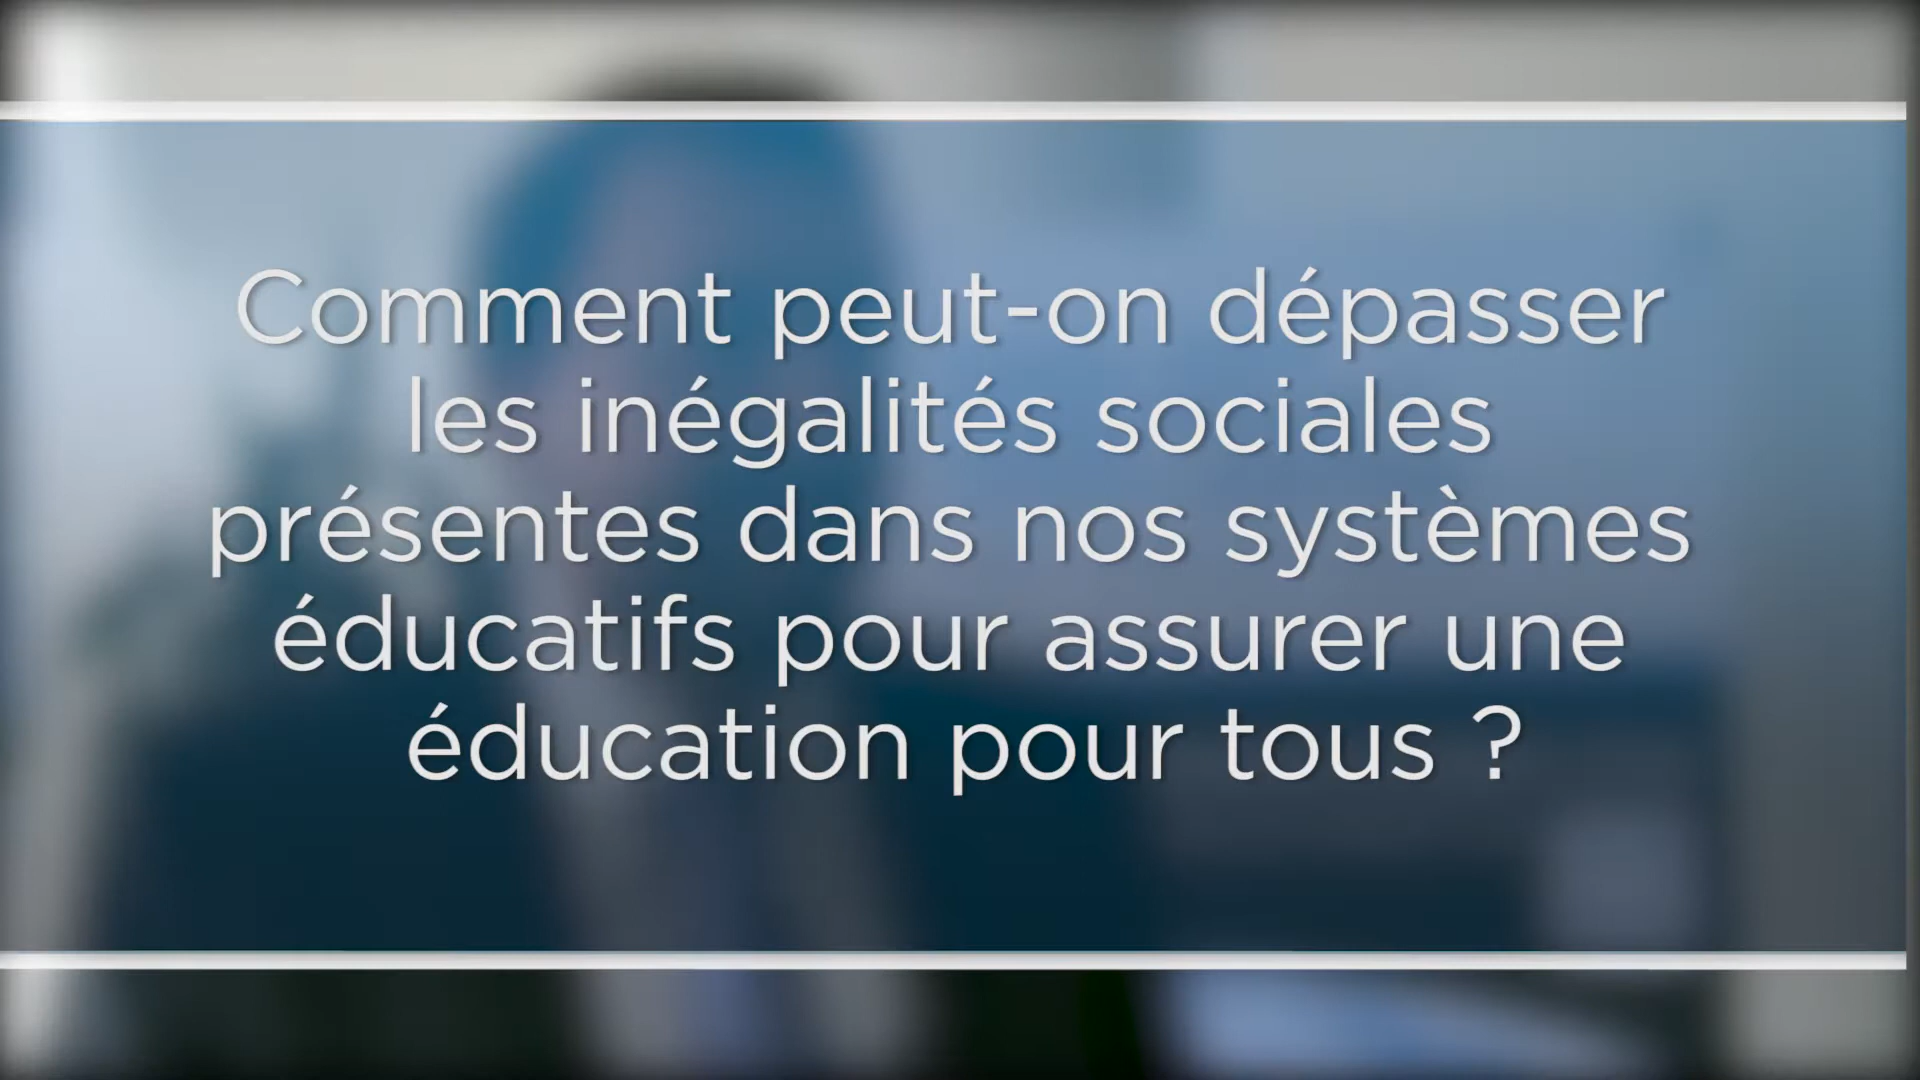 Comment peut-on dépasser
les inégalités sociales
présentes dans nos systèmes
éducatifs pour assurer une
éducation pour tous ?